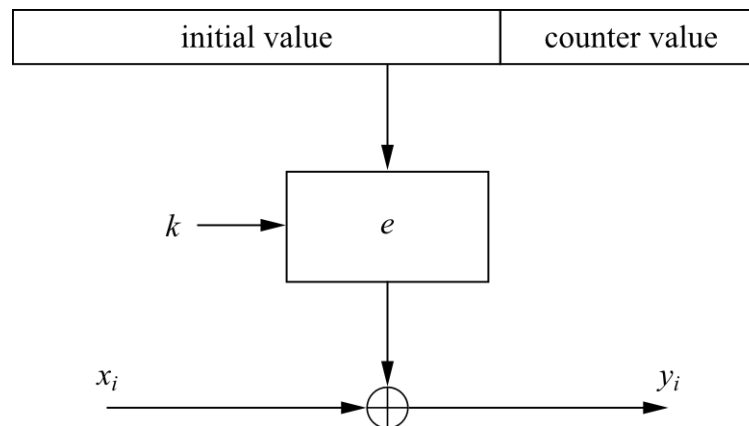 initial value counter value
k e
x_i y_i